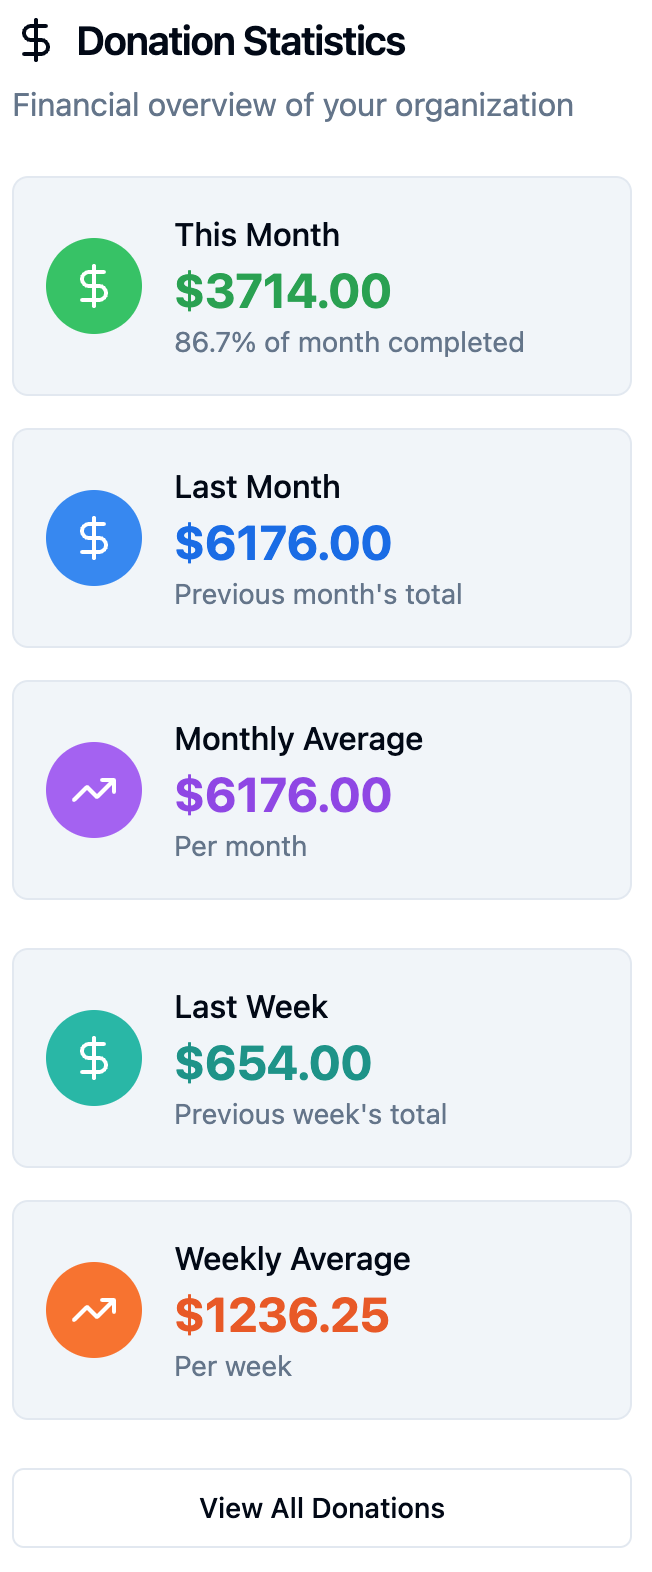 Donation Statistics
Financial overview of your organization
This Month
$3714.00
86.7% of month completed
Last Month
$6176.00
Previous month's total
Monthly Average
$6176.00
Per month
Last Week
$654.00
Previous week's total
Weekly Average
$1236.25
Per week
View All Donations